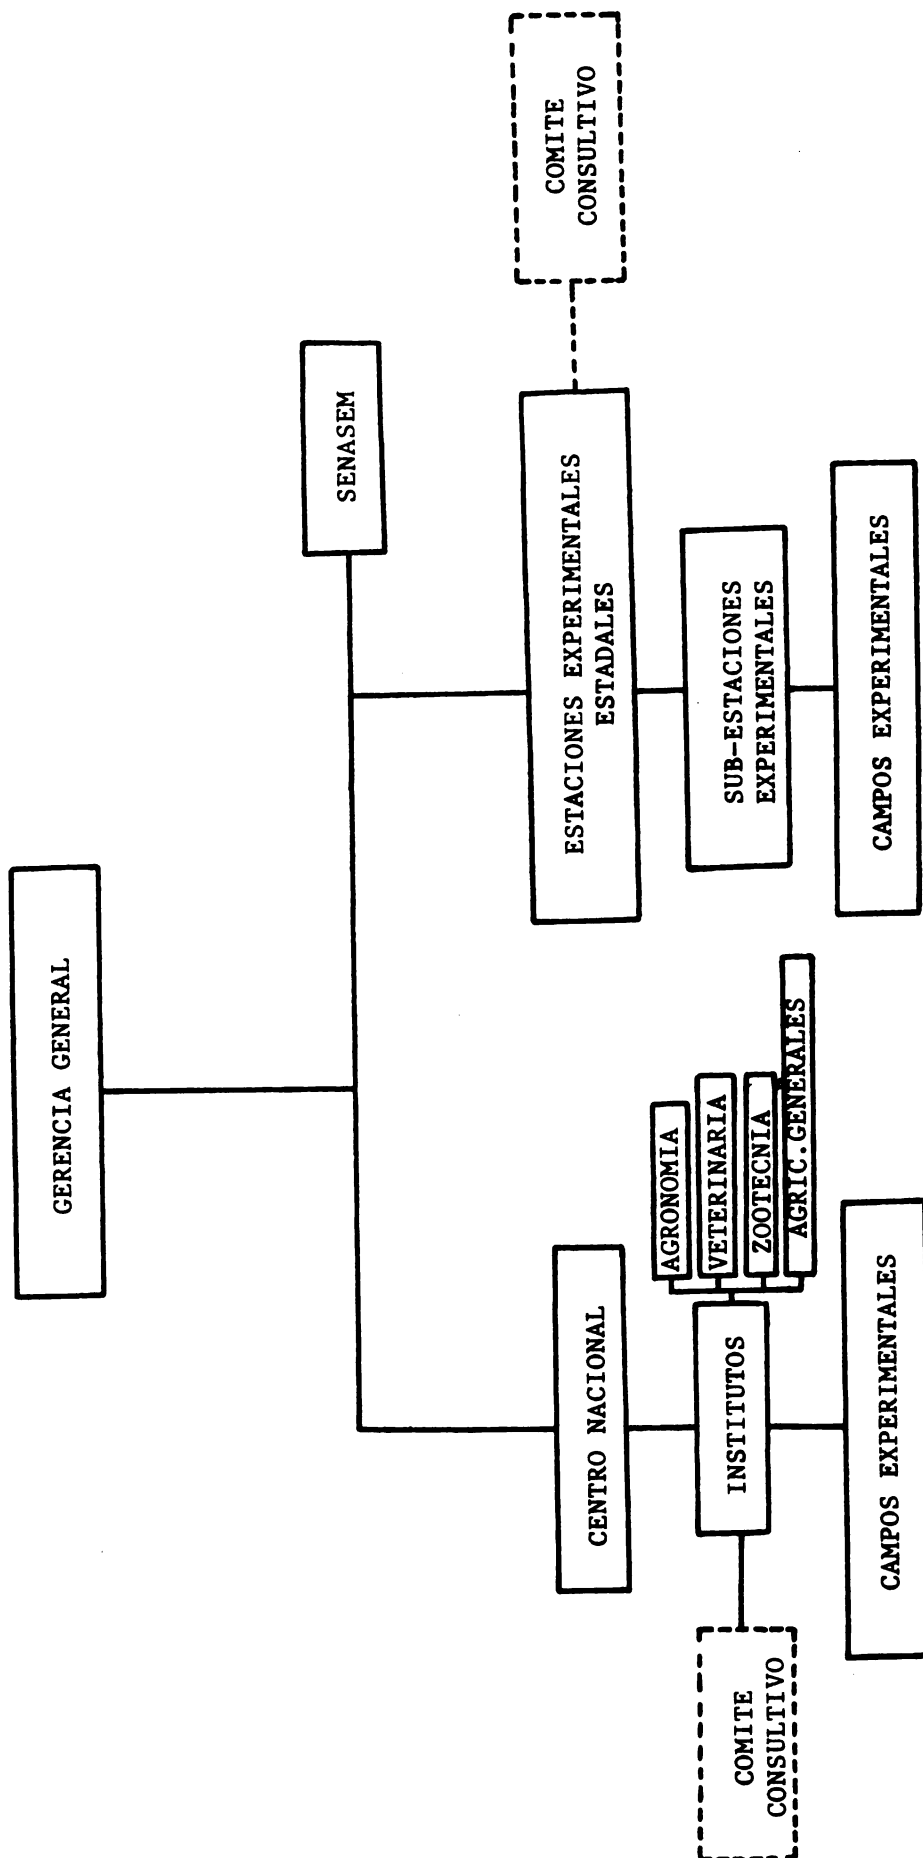 GERENCIA GENERAL
SENASEM
CENTRO NACIONAL
ESTACIONES EXPERIMENTALES
ESTADALES
COMITE
CONSULTIVO
COMITE
CONSULTIVO
INSTITUTOS
AGRONOMIA
VETERINARIA
ZOOTECNIA
AGRIC.GENERALES
SUB-ESTACIONES
EXPERIMENTALES
CAMPOS EXPERIMENTALES
CAMPOS EXPERIMENTALES